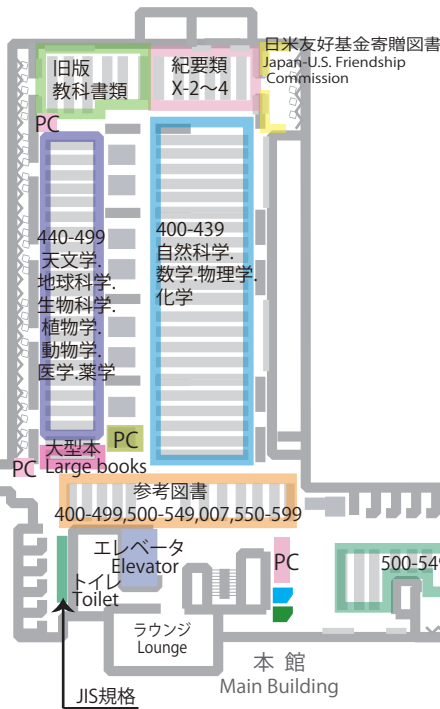 日米友好基金寄贈図書
Japan-U.S. Friendship
Commission
旧版
教科書類
紀要類
X-2～4
PC
440-499
天文学.
地球科学.
生物科学.
植物学.
動物学.
医学.薬学
400-439
自然科学.
数学.物理学.
化学
PC
大型本
Large books
PC
参考図書
400-499,500-549,007,550-599
エレベータ
Elevator
トイレ
Toilet
PC
500-549
ラウンジ
Lounge
本 館
Main Building
JIS規格